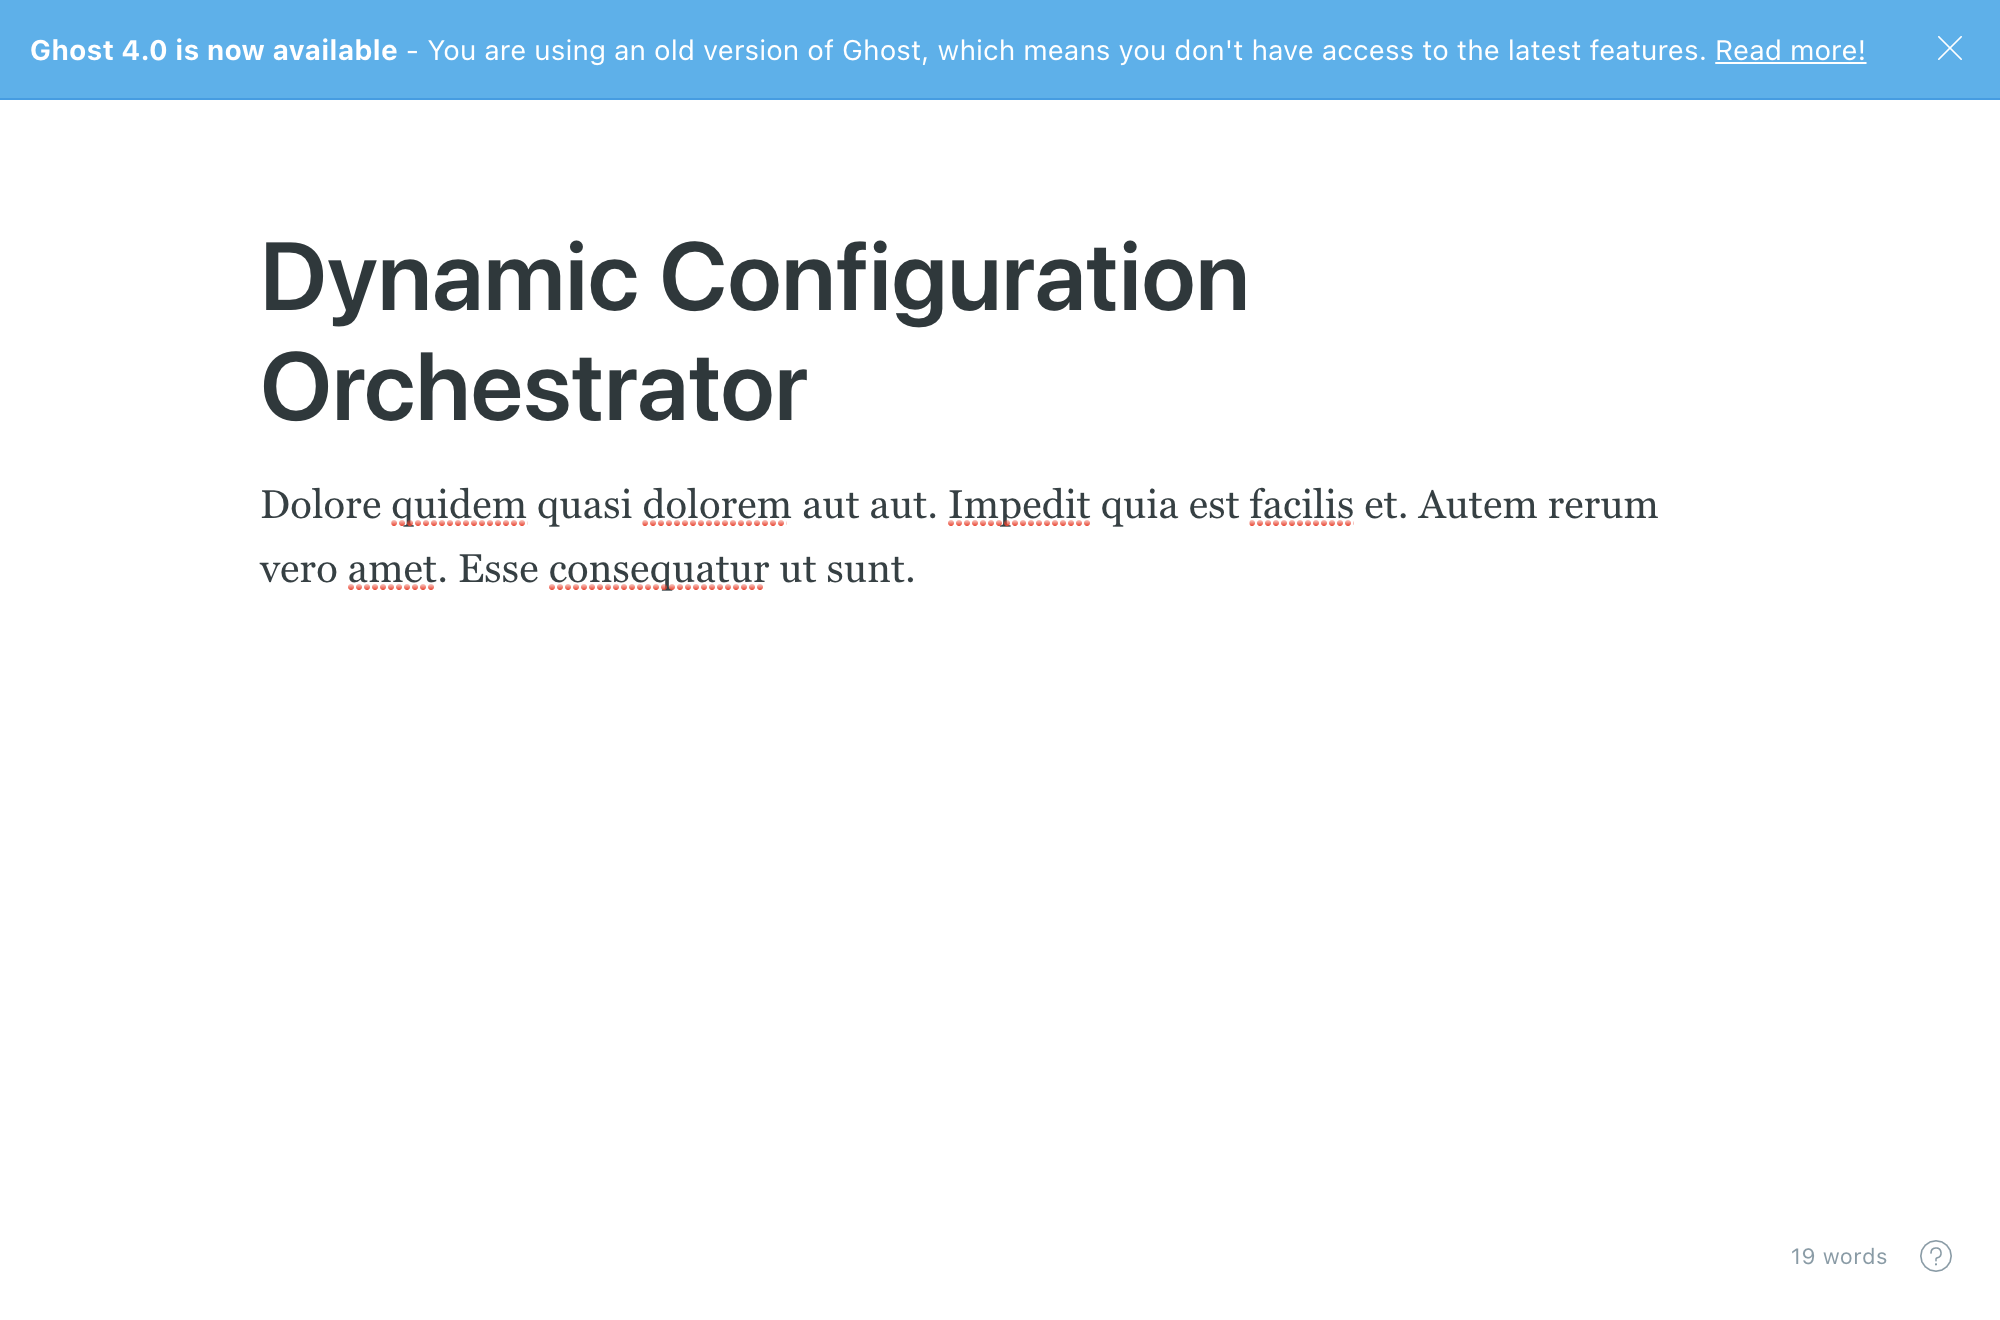 Ghost 4.0 is now available - You are using an old version of Ghost, which means you don't have access to the latest features. Read more!
Dynamic Configuration
Orchestrator
Dolore quidem quasi dolorem aut aut. Impedit quia est facilis et. Autem rerum
vero amet. Esse consequatur ut sunt.
19 words